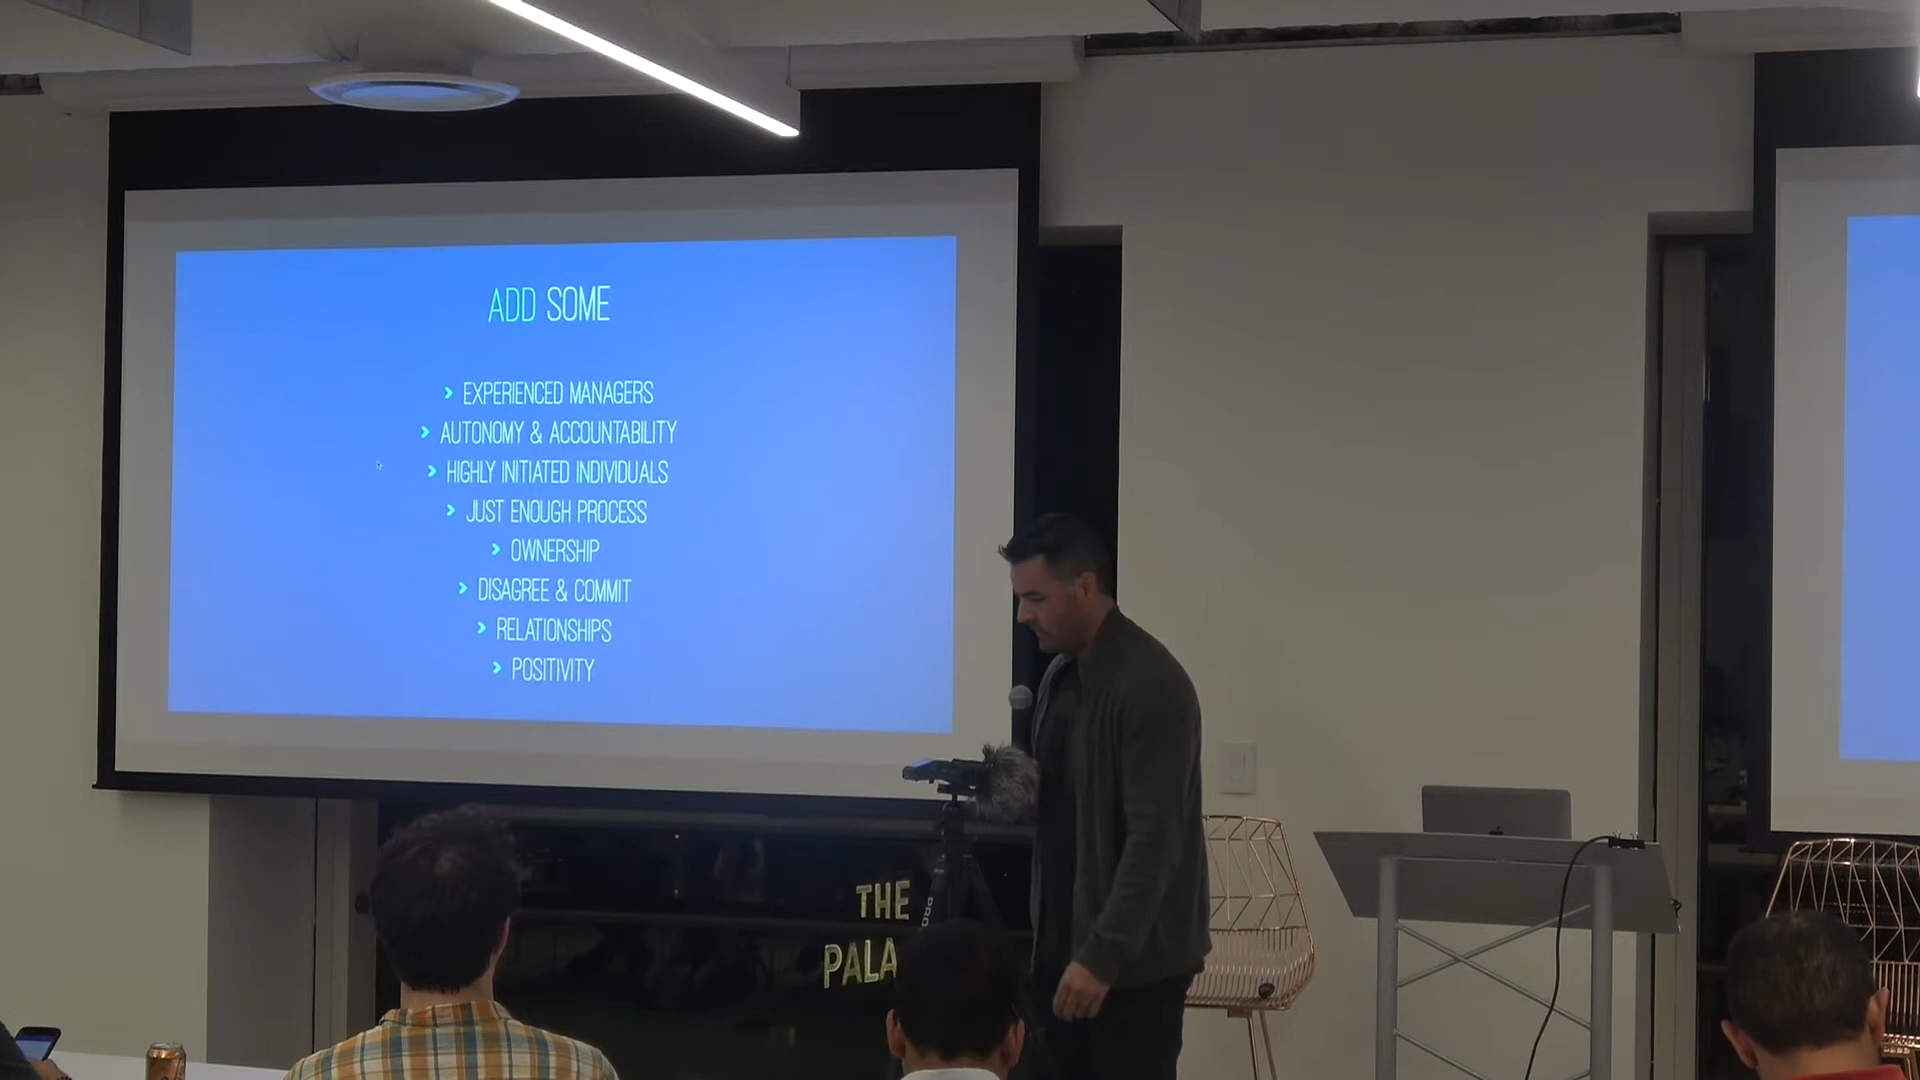 ADD SOME
> EXPERIENCED MANAGERS
> AUTONOMY & ACCOUNTABILITY
> HIGHLY INITIATED INDIVIDUALS
> JUST ENOUGH PROCESS
> OWNERSHIP
> DISAGREE & COMMIT
> RELATIONSHIPS
> POSITIVITY
THE
PALA
PRO